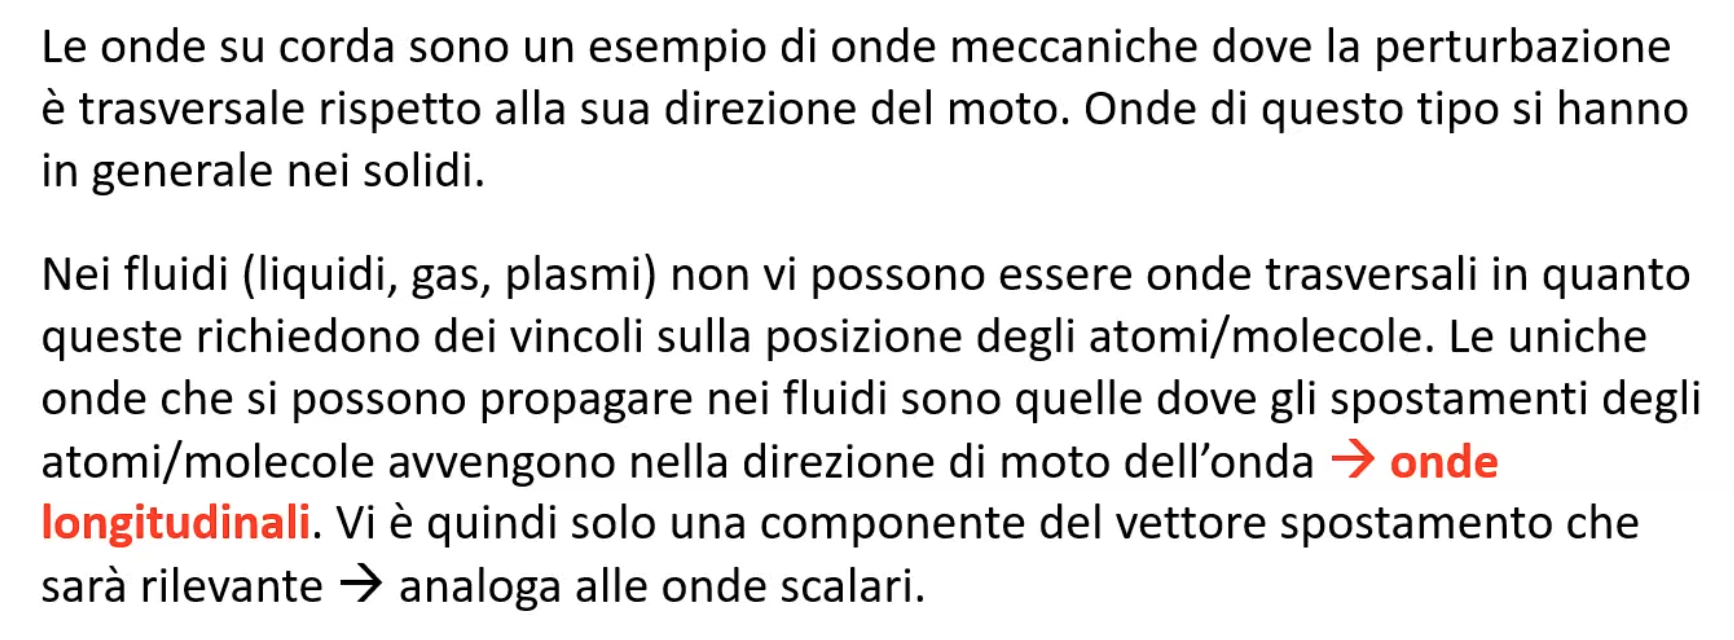 Le onde su corda sono un esempio di onde meccaniche dove la perturbazione
è trasversale rispetto alla sua direzione del moto. Onde di questo tipo si hanno
in generale nei solidi.
Nei fluidi (liquidi, gas, plasmi) non vi possono essere onde trasversali in quanto
queste richiedono dei vincoli sulla posizione degli atomi/molecole. Le uniche
onde che si possono propagare nei fluidi sono quelle dove gli spostamenti degli
atomi/molecole avvengono nella direzione di moto dell’onda → onde
longitudinali. Vi è quindi solo una componente del vettore spostamento che
sarà rilevante → analoga alle onde scalari.